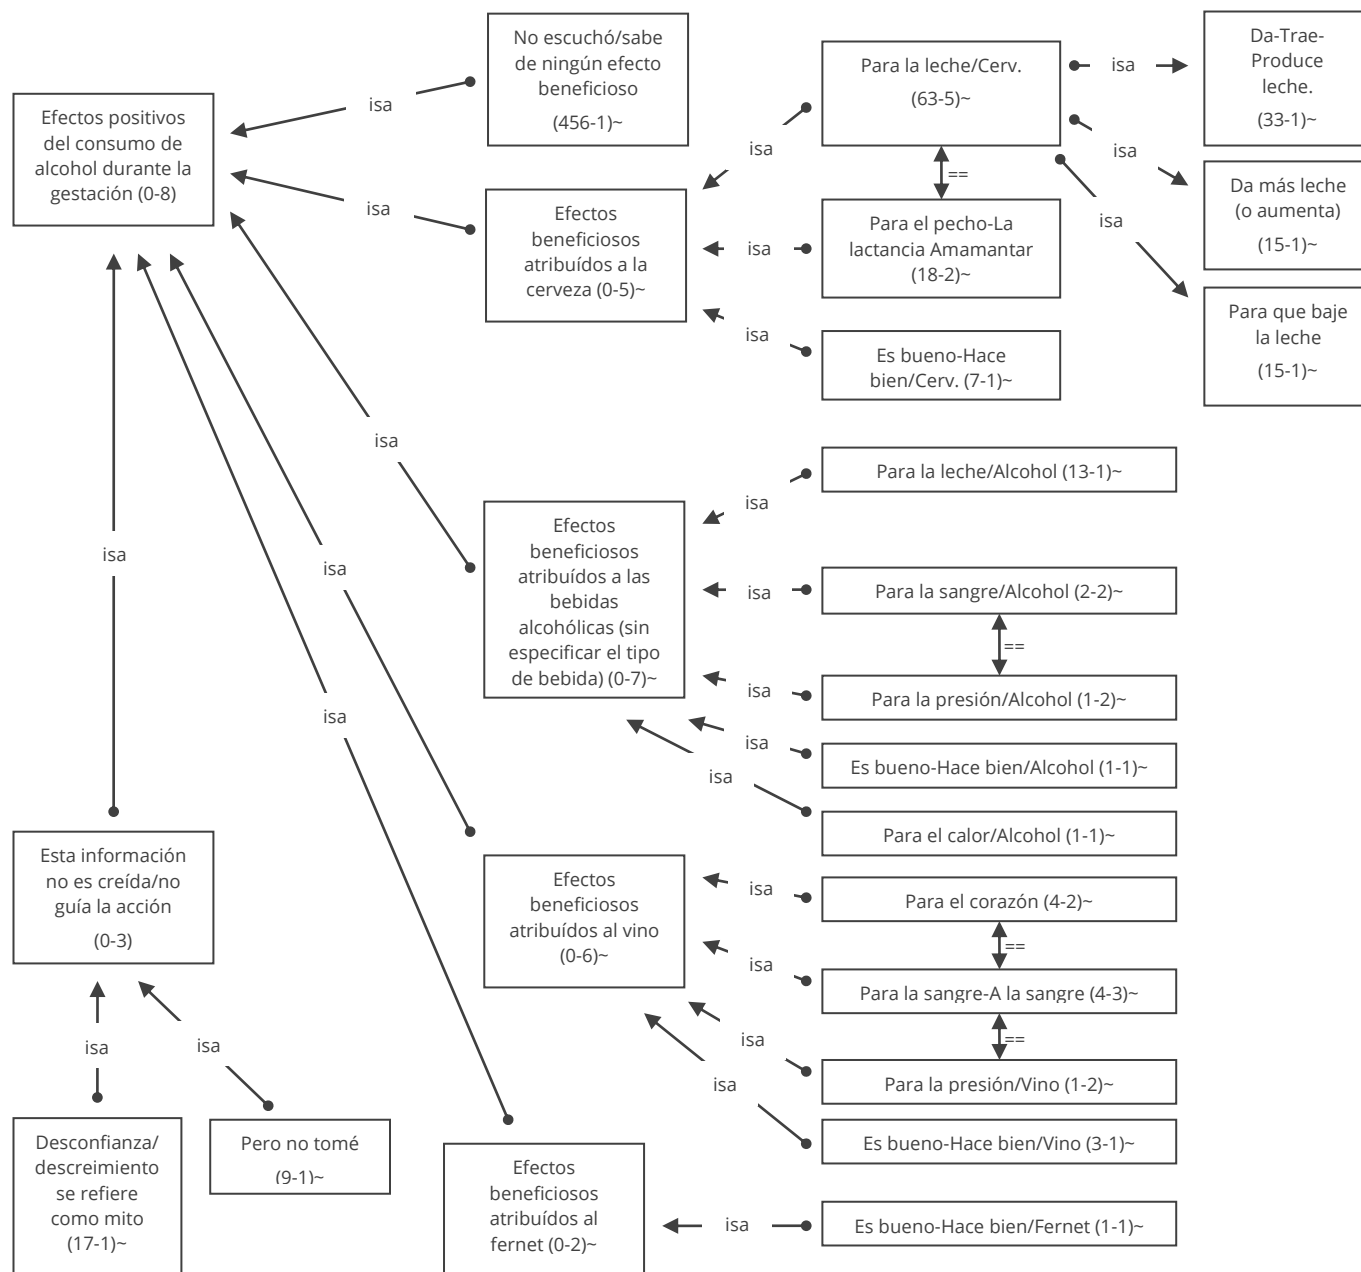 Efectos positivos
del consumo de
alcohol durante la
gestación (0-8)
isa
No escuchó/sabe
de ningún efecto
beneficioso
(456-1)~
isa
Efectos
beneficiosos
atribuídos a la
cerveza (0-5)~
isa
Para la leche/Cerv.
(63-5)~
isa
Da-Trae-
Produce
leche.
(33-1)~
isa
Da más leche
(o aumenta)
(15-1)~
isa
Para que baje
la leche
(15-1)~
==
isa
Para el pecho-La
lactancia Amamantar
(18-2)~
isa
Es bueno-Hace
bien/Cerv. (7-1)~
isa
Efectos
beneficiosos
atribuídos a las
bebidas
alcohólicas (sin
especificar el tipo
de bebida) (0-7)~
isa
Para la leche/Alcohol (13-1)~
isa
Para la sangre/Alcohol (2-2)~
==
isa
Para la presión/Alcohol (1-2)~
isa
Es bueno-Hace bien/Alcohol (1-1)~
isa
Para el calor/Alcohol (1-1)~
isa
Efectos
beneficiosos
atribuídos al vino
(0-6)~
isa
Para el corazón (4-2)~
==
isa
Para la sangre-A la sangre (4-3)~
==
isa
Para la presión/Vino (1-2)~
isa
Es bueno-Hace bien/Vino (3-1)~
isa
Efectos
beneficiosos
atribuídos al
fernet (0-2)~
isa
Es bueno-Hace bien/Fernet (1-1)~
isa
Esta información
no es creída/no
guía la acción
(0-3)
isa
Desconfianza/
descreimiento
se refiere
como mito
(17-1)~
isa
Pero no tomé
(9-1)~